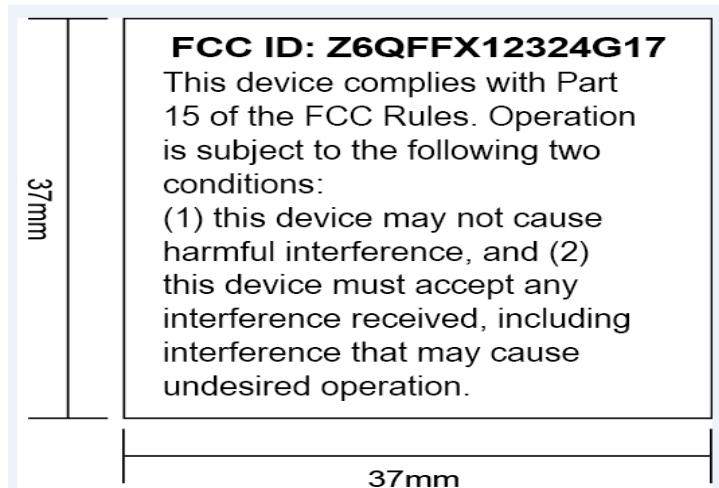 FCC ID: Z6QFFX12324G17
This device complies with Part
15 of the FCC Rules. Operation
is subject to the following two
conditions:
(1) this device may not cause
harmful interference, and (2)
this device must accept any
interference received, including
interference that may cause
undesired operation.
37mm
37mm